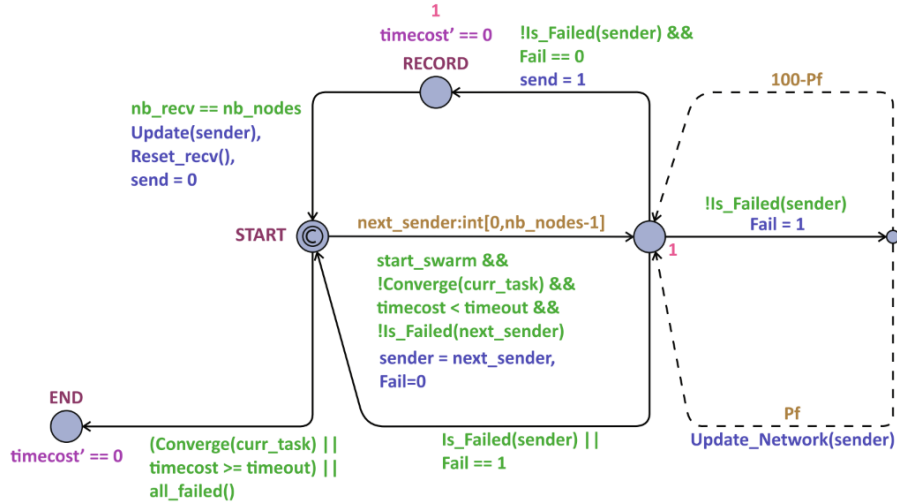 1
timecost' == 0
RECORD
!Is_Failed(sender) &&
Fail == 0
send = 1
100-Pf
nb_recv == nb_nodes
Update(sender),
Reset_recv(),
send = 0
!Is_Failed(sender)
Fail = 1
START
C
next_sender:int[0,nb_nodes-1]
1
start_swarm &&
!Converge(curr_task) &&
timecost < timeout &&
!Is_Failed(next_sender)
sender = next_sender,
Fail=0
END
timecost' == 0
(Converge(curr_task) ||
timecost >= timeout) ||
all_failed()
Is_Failed(sender) ||
Fail == 1
Pf
Update_Network(sender)